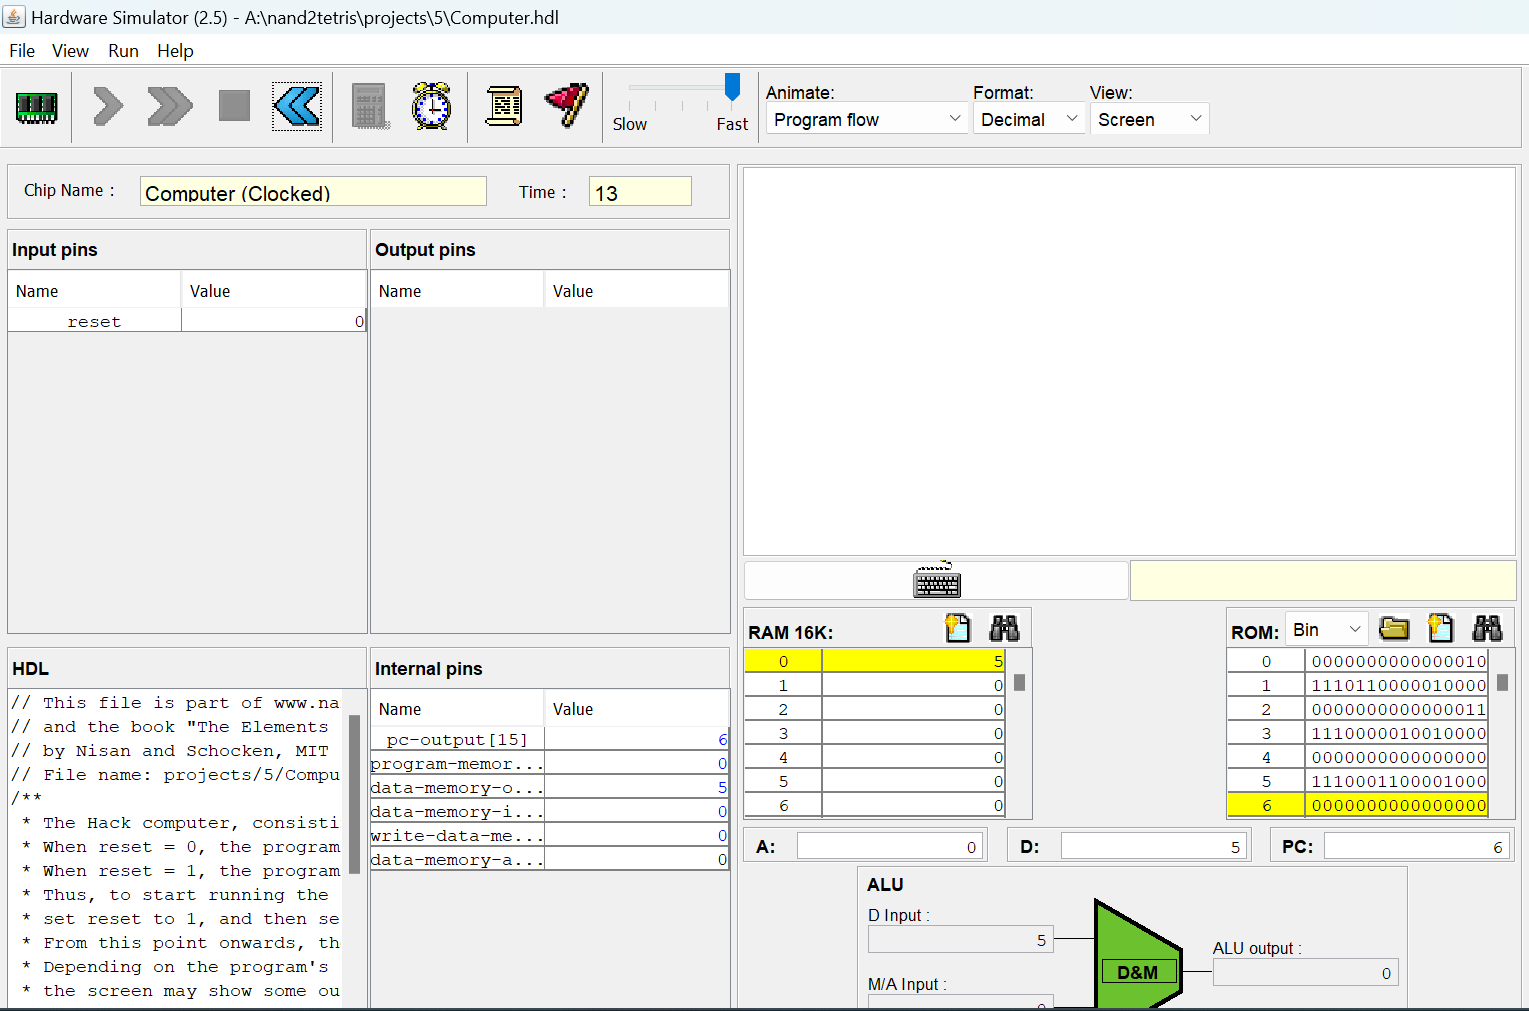 Hardware Simulator (2.5) - A:\nand2tetris\projects\5\Computer.hdl
File View Run Help
Slow Fast
Animate: Format: View:
Program flow Decimal Screen
Chip Name : Computer (Clocked) Time : 13
Input pins
Name Value
reset 0
Output pins
Name Value
HDL
// This file is part of www.na
// and the book "The Elements
// by Nisan and Schocken, MIT
// File name: projects/5/Compu
/**
* The Hack computer, consisti
* When reset = 0, the program
* When reset = 1, the program
* Thus, to start running the
* set reset to 1, and then se
* From this point onwards, th
* Depending on the program's
* the screen may show some ou
Internal pins
Name Value
pc-output[15] 6
program-memor... 0
data-memory-o... 5
data-memory-i... 0
write-data-me... 0
data-memory-a... 0
RAM 16K:
0 5
1 0
2 0
3 0
4 0
5 0
6 0
ROM: Bin
0 0000000000000010
1 1110110000010000
2 0000000000000011
3 1110000010010000
4 0000000000000000
5 1110001100001000
6 0000000000000000
A: 0 D: 5 PC: 6
ALU
D Input :
5
M/A Input :
0
D&M
ALU output :
0